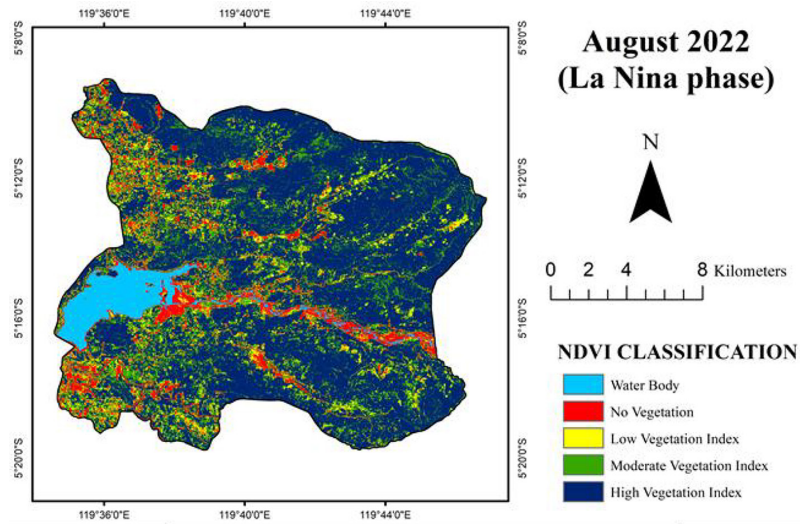 119°36'0"E 119°40'0"E 119°44'0"E
5°8'0"S
5°12'0"S
5°16'0"S
5°20'0"S
5°8'0"S
5°12'0"S
5°16'0"S
5°20'0"S
119°36'0"E 119°40'0"E 119°44'0"E
August 2022
(La Nina phase)
N
0 2 4 8 Kilometers
NDVI CLASSIFICATION
Water Body
No Vegetation
Low Vegetation Index
Moderate Vegetation Index
High Vegetation Index